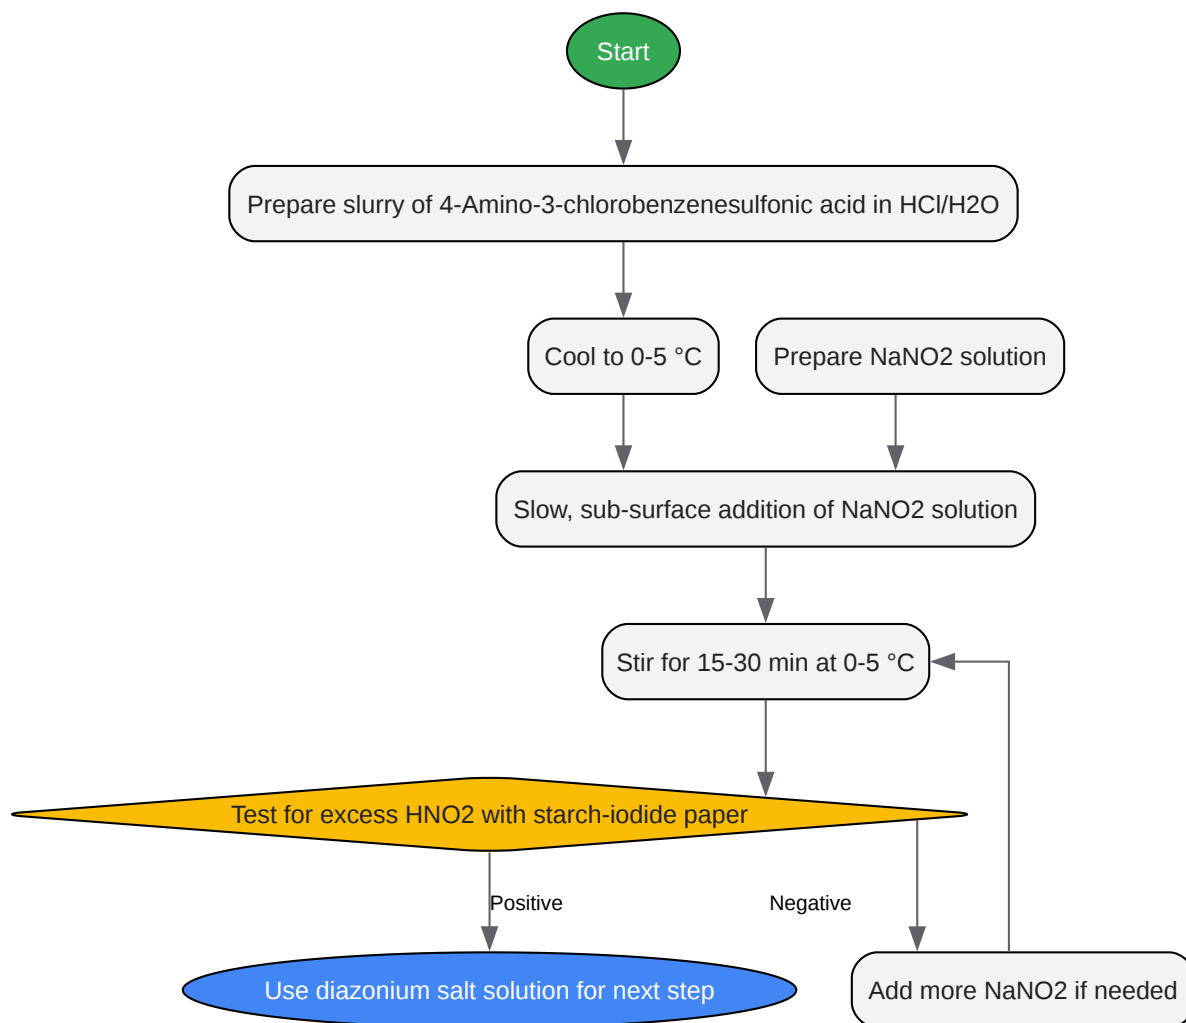 Start
Prepare slurry of 4-Amino-3-chlorobenzenesulfonic acid in HCl/H2O
Cool to 0-5 °C
Prepare NaNO2 solution
Slow, sub-surface addition of NaNO2 solution
Stir for 15-30 min at 0-5 °C
Test for excess HNO2 with starch-iodide paper
Positive
Negative
Use diazonium salt solution for next step
Add more NaNO2 if needed